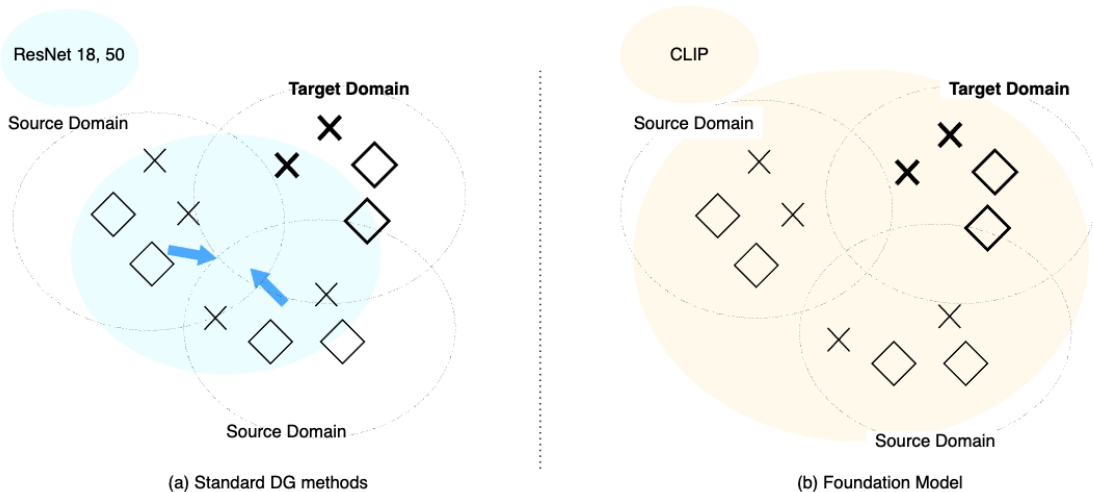 ResNet 18, 50
Target Domain
Source Domain
Source Domain
(a) Standard DG methods
CLIP
Target Domain
Source Domain
Source Domain
(b) Foundation Model